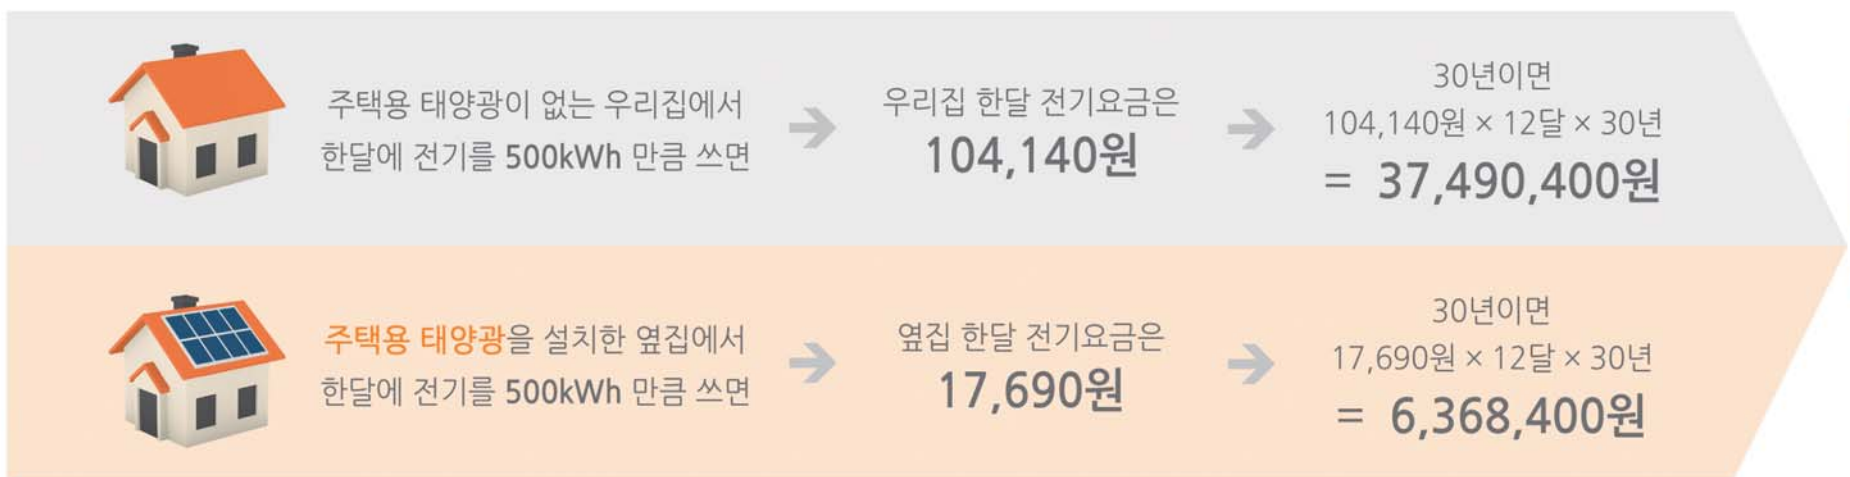 주택용 태양광이 없는 우리집에서
한달에 전기를 500kWh 만큼 쓰면
우리집 한달 전기요금은
104,140원
30년이면
104,140원 × 12달 × 30년
= 37,490,400원
주택용 태양광을 설치한 옆집에서
한달에 전기를 500kWh 만큼 쓰면
옆집 한달 전기요금은
17,690원
30년이면
17,690원 × 12달 × 30년
= 6,368,400원